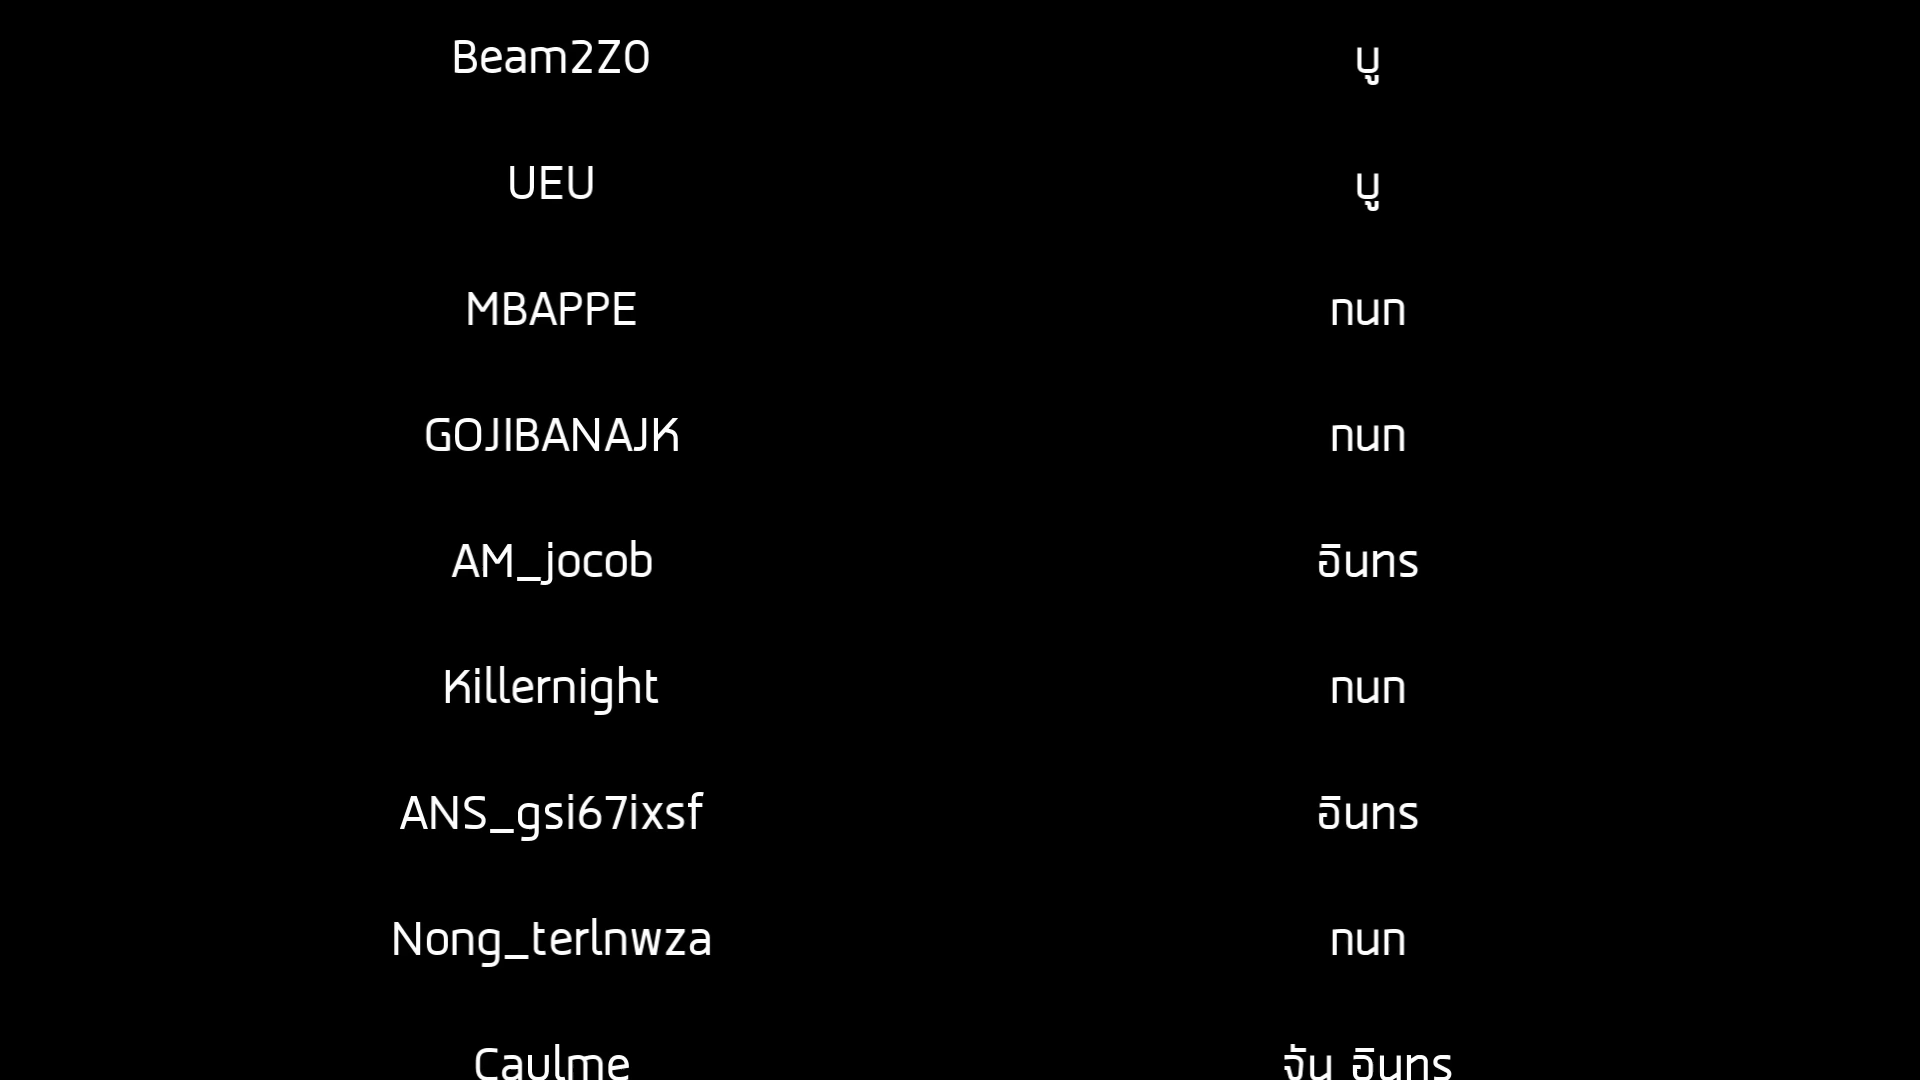 Beam2Z0 บู
UEU บู
MBAPPE กนก
GOJIBANAJK กนก
AM_jocob อินทร
Killernight กนก
ANS_gsi67ixsf อินทร
Nong_terlnwza กนก
Caulme จัน อินทร